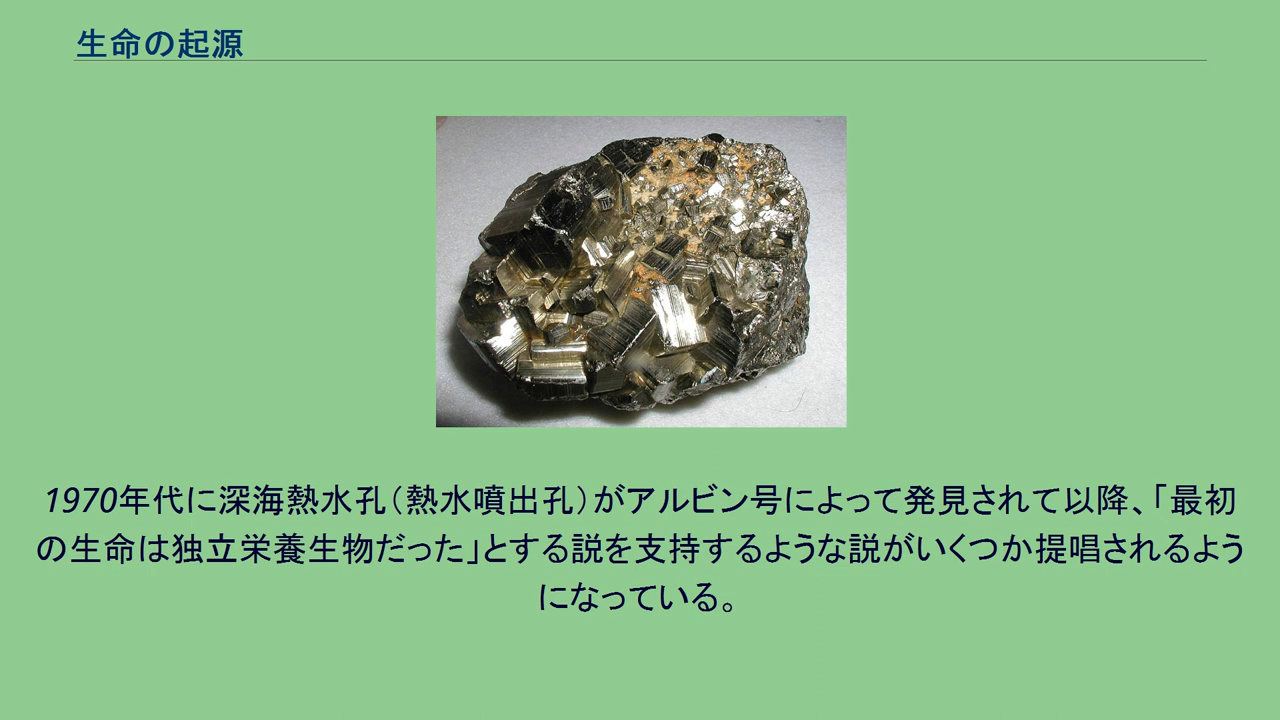 生命の起源
1970年代に深海熱水孔（熱水噴出孔）がアルビン号によって発見されて以降、「最初
の生命は独立栄養生物だった」とする説を支持するような説がいくつか提唱されるよう
になっている。